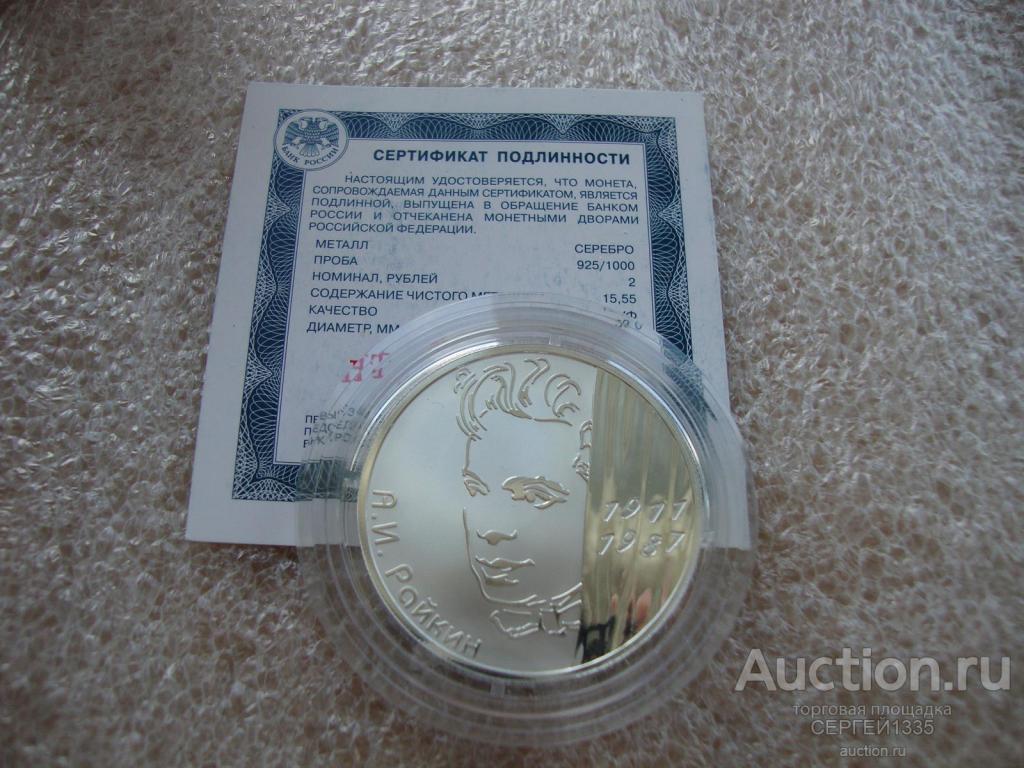 БАНК РОССИИ
СЕРТИФИКАТ ПОДЛИННОСТИ
НАСТОЯЩИМ УДОСТОВЕРЯЕТСЯ, ЧТО МОНЕТА,
СОПРОВОЖДАЕМАЯ ДАННЫМ СЕРТИФИКАТОМ, ЯВЛЯЕТСЯ
ПОДЛИННОЙ, ВЫПУЩЕНА В ОБРАЩЕНИЕ БАНКОМ
РОССИИ И ОТЧЕКАНЕНА МОНЕТНЫМИ ДВОРАМИ
РОССИЙСКОЙ ФЕДЕРАЦИИ.
МЕТАЛЛ СЕРЕБРО
ПРОБА 925/1000
НОМИНАЛ, РУБЛЕЙ 2
СОДЕРЖАНИЕ ЧИСТОГО 15,55
КАЧЕСТВО
ДИАМЕТР, ММ
1911
1987
А.И. РАЙКИН
Auction.ru
торговая площадка
СЕРГЕЙ1335
auction.ru